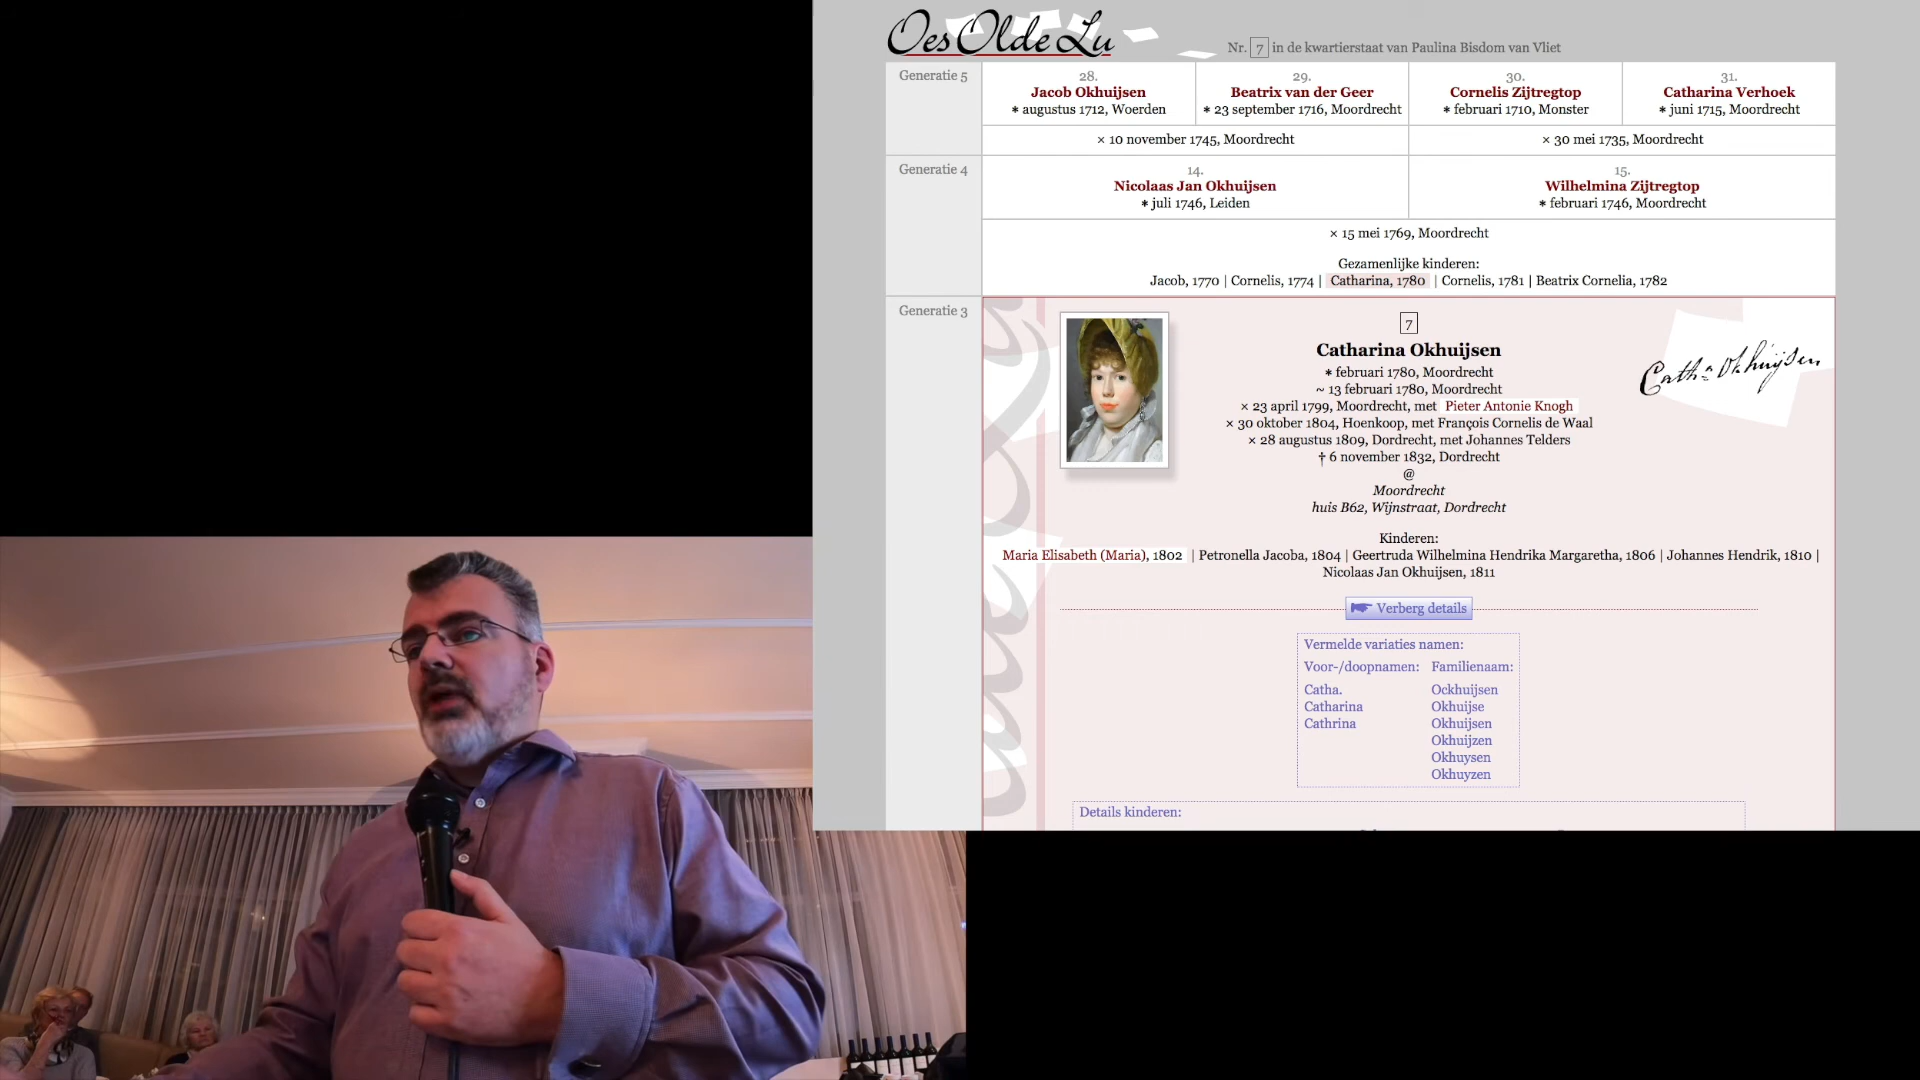 Oes Olde Lu
Nr. 7 in de kwartierstaat van Paulina Bisdom van Vliet
Generatie 5
28.
Jacob Okhuijsen
* augustus 1712, Woerden
29.
Beatrix van der Geer
* 23 september 1716, Moordrecht
30.
Cornelis Zijtregtop
* februari 1710, Monster
31.
Catharina Verhoek
* juni 1715, Moordrecht
× 10 november 1745, Moordrecht
× 30 mei 1735, Moordrecht
Generatie 4
14.
Nicolaas Jan Okhuijsen
* juli 1746, Leiden
15.
Wilhelmina Zijtregtop
* februari 1746, Moordrecht
× 15 mei 1769, Moordrecht
Gezamenlijke kinderen:
Jacob, 1770 | Cornelis, 1774 | Catharina, 1780 | Cornelis, 1781 | Beatrix Cornelia, 1782
Generatie 3
7
Catharina Okhuijsen
* februari 1780, Moordrecht
~ 13 februari 1780, Moordrecht
× 23 april 1799, Moordrecht, met Pieter Antonie Knogh
× 30 oktober 1804, Hoenkoop, met François Cornelis de Waal
× 28 augustus 1809, Dordrecht, met Johannes Telders
† 6 november 1832, Dordrecht
@
Moordrecht
huis B62, Wijnstraat, Dordrecht
Cath:a Okhuijsen
Kinderen:
Maria Elisabeth (Maria), 1802 | Petronella Jacoba, 1804 | Geertruda Wilhelmina Hendrika Margaretha, 1806 | Johannes Hendrik, 1810 |
Nicolaas Jan Okhuijsen, 1811
Verberg details
Vermelde variaties namen:
Voor-/doopnamen: Familienaam:
Catha. Ockhuijsen
Catharina Okhuijse
Cathrina Okhuijsen
Okhuijzen
Okhuysen
Okhuyzen
Details kinderen: